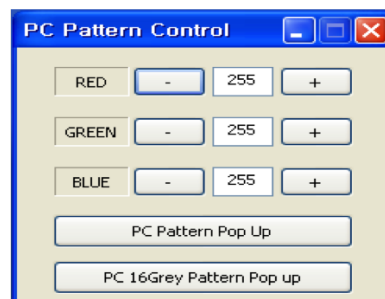 PC Pattern Control
RED - 255 +
GREEN - 255 +
BLUE - 255 +
PC Pattern Pop Up
PC 16Grey Pattern Pop up